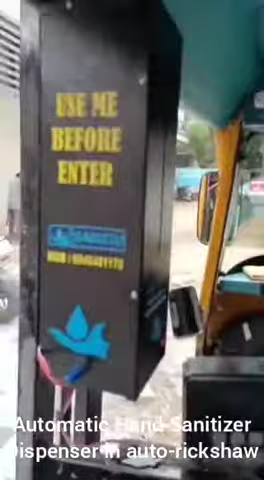 USE ME
BEFORE
ENTER
Automatic Hand Sanitizer
Dispenser in auto-rickshaw